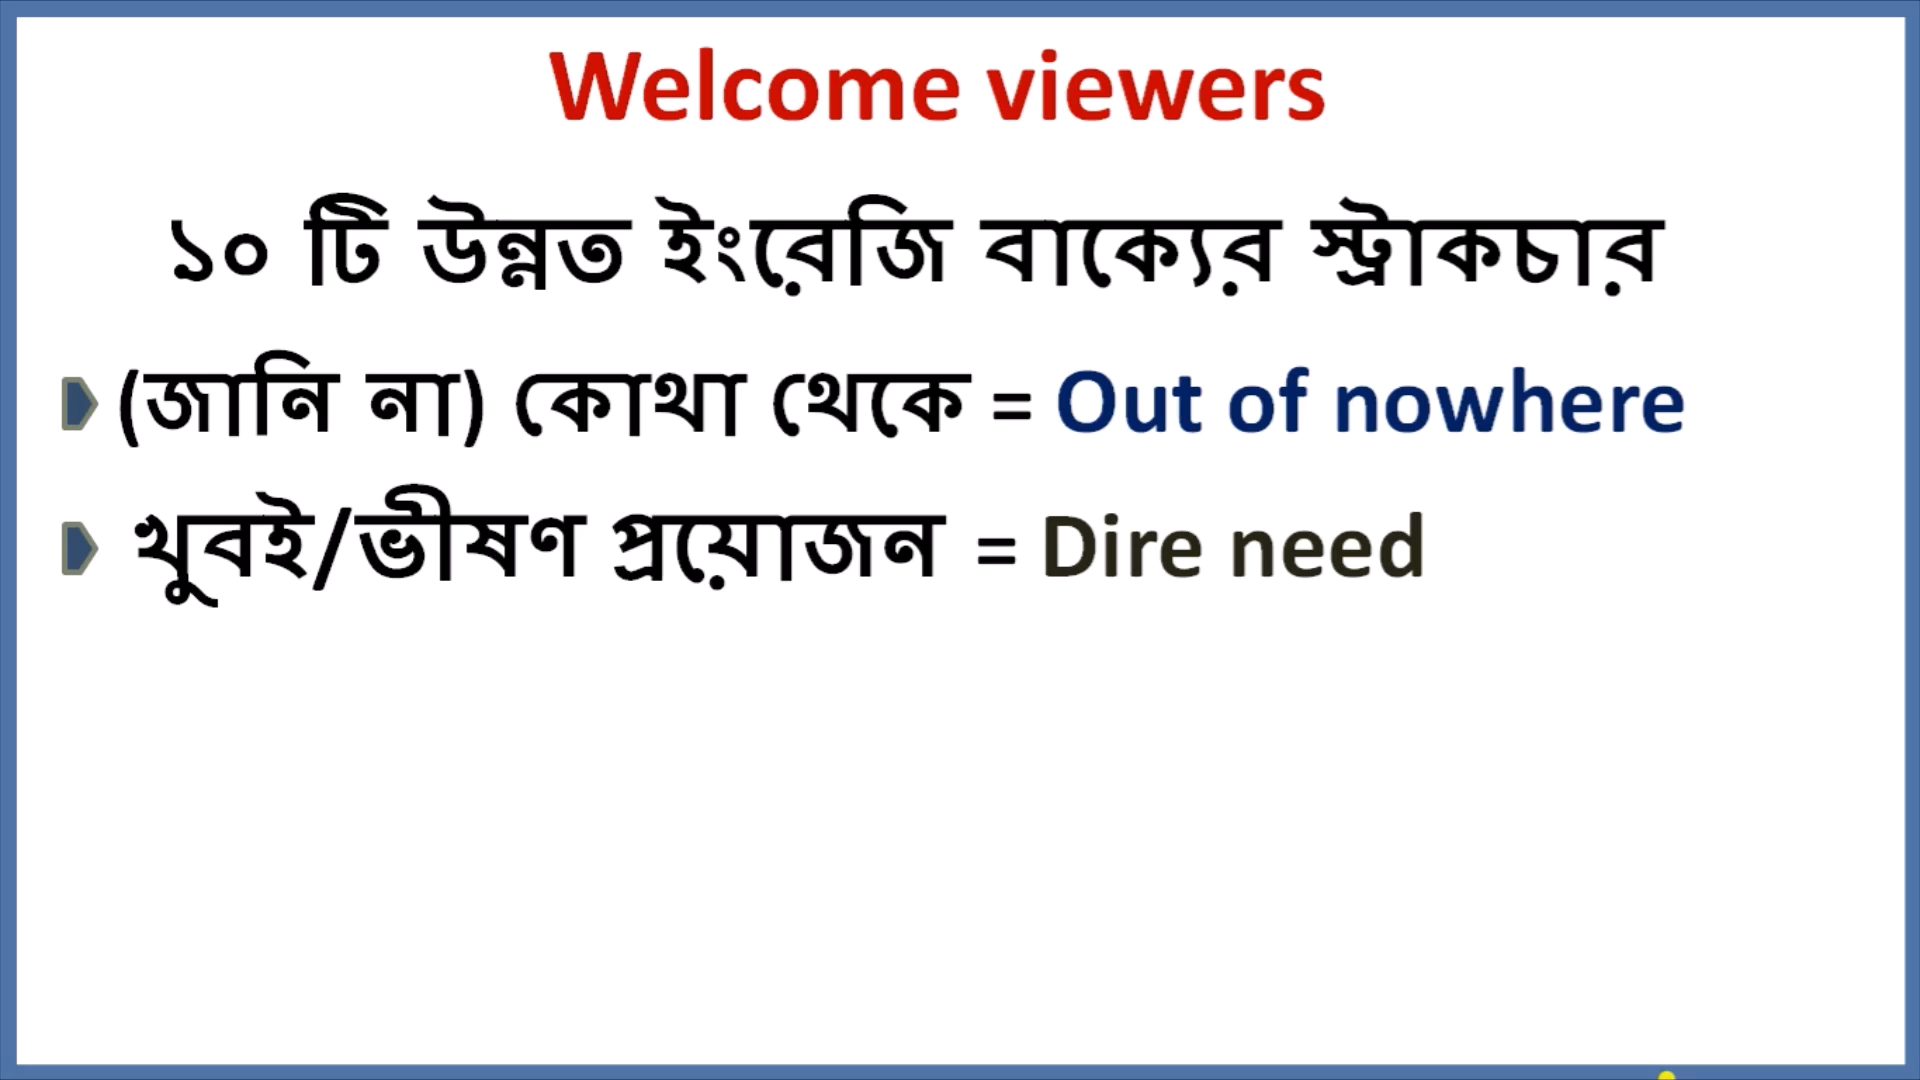 Welcome viewers
১০ টি উন্নত ইংরেজি বাক্যের স্ট্রাকচার
(জানি না) কোথা থেকে = Out of nowhere
খুবই/ভীষণ প্রয়োজন = Dire need